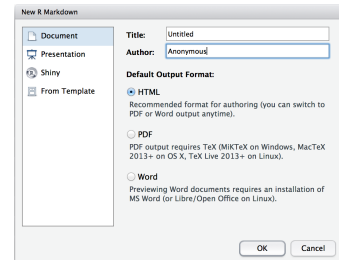 New R Markdown
Document
Presentation
Shiny
From Template
Title: Untitled
Author: Anonymous
Default Output Format:
HTML
Recommended format for authoring (you can switch to
PDF or Word output anytime).
PDF
PDF output requires TeX (MiKTeX on Windows, MacTeX
2013+ on OS X, TeX Live 2013+ on Linux).
Word
Previewing Word documents requires an installation of
MS Word (or Libre/Open Office on Linux).
OK Cancel